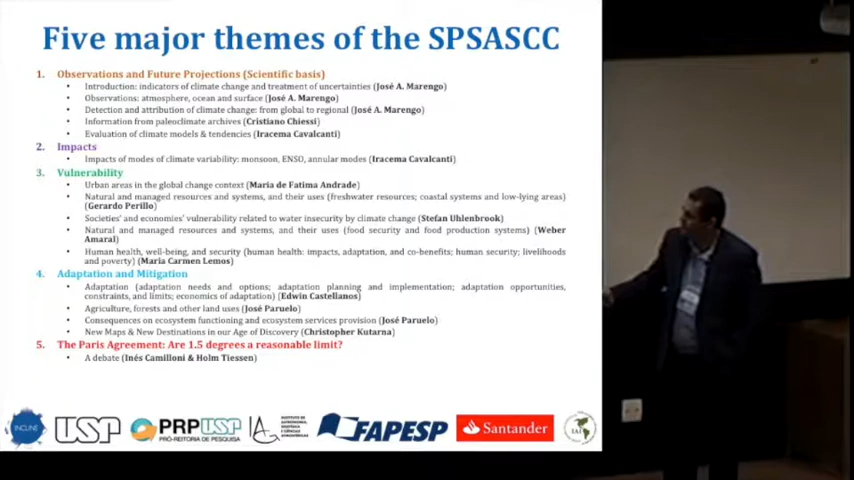 Five major themes of the SPSASCC
1. Observations and Future Projections (Scientific basis)
• Introduction: indicators of climate change and treatment of uncertainties (José A. Marengo)
• Observations: atmosphere, ocean and surface (José A. Marengo)
• Detection and attribution of climate change: from global to regional (José A. Marengo)
• Information from paleoclimate archives (Cristiano Chiessi)
• Evaluation of climate models & tendencies (Iracema Cavalcanti)
2. Impacts
• Impacts of modes of climate variability: monsoon, ENSO, annular modes (Iracema Cavalcanti)
3. Vulnerability
• Urban areas in the global change context (Maria de Fatima Andrade)
• Natural and managed resources and systems, and their uses (freshwater resources; coastal systems and low-lying areas)
(Gerardo Perillo)
• Societies' and economies' vulnerability related to water insecurity by climate change (Stefan Uhlenbrook)
• Natural and managed resources and systems, and their uses (food security and food production systems) (Weber
Amaral)
• Human health, well-being, and security (human health: impacts, adaptation, and co-benefits; human security; livelihoods
and poverty) (Maria Carmen Lemos)
4. Adaptation and Mitigation
• Adaptation (adaptation needs and options; adaptation planning and implementation; adaptation opportunities,
constraints, and limits; economics of adaptation) (Edwin Castellanos)
• Agriculture, forests and other land uses (José Paruelo)
• Consequences on ecosystem functioning and ecosystem services provision (José Paruelo)
• New Maps & New Destinations in our Age of Discovery (Christopher Kutarna)
5. The Paris Agreement: Are 1.5 degrees a reasonable limit?
• A debate (Inés Camilloni & Holm Tiessen)
INCLINE
USP
PRPUSP
PRÓ-REITORIA DE PESQUISA
IAG
INSTITUTO DE
ASTRONOMIA,
GEOFÍSICA E
CIÊNCIAS
ATMOSFÉRICAS
FAPESP
Santander
IAI